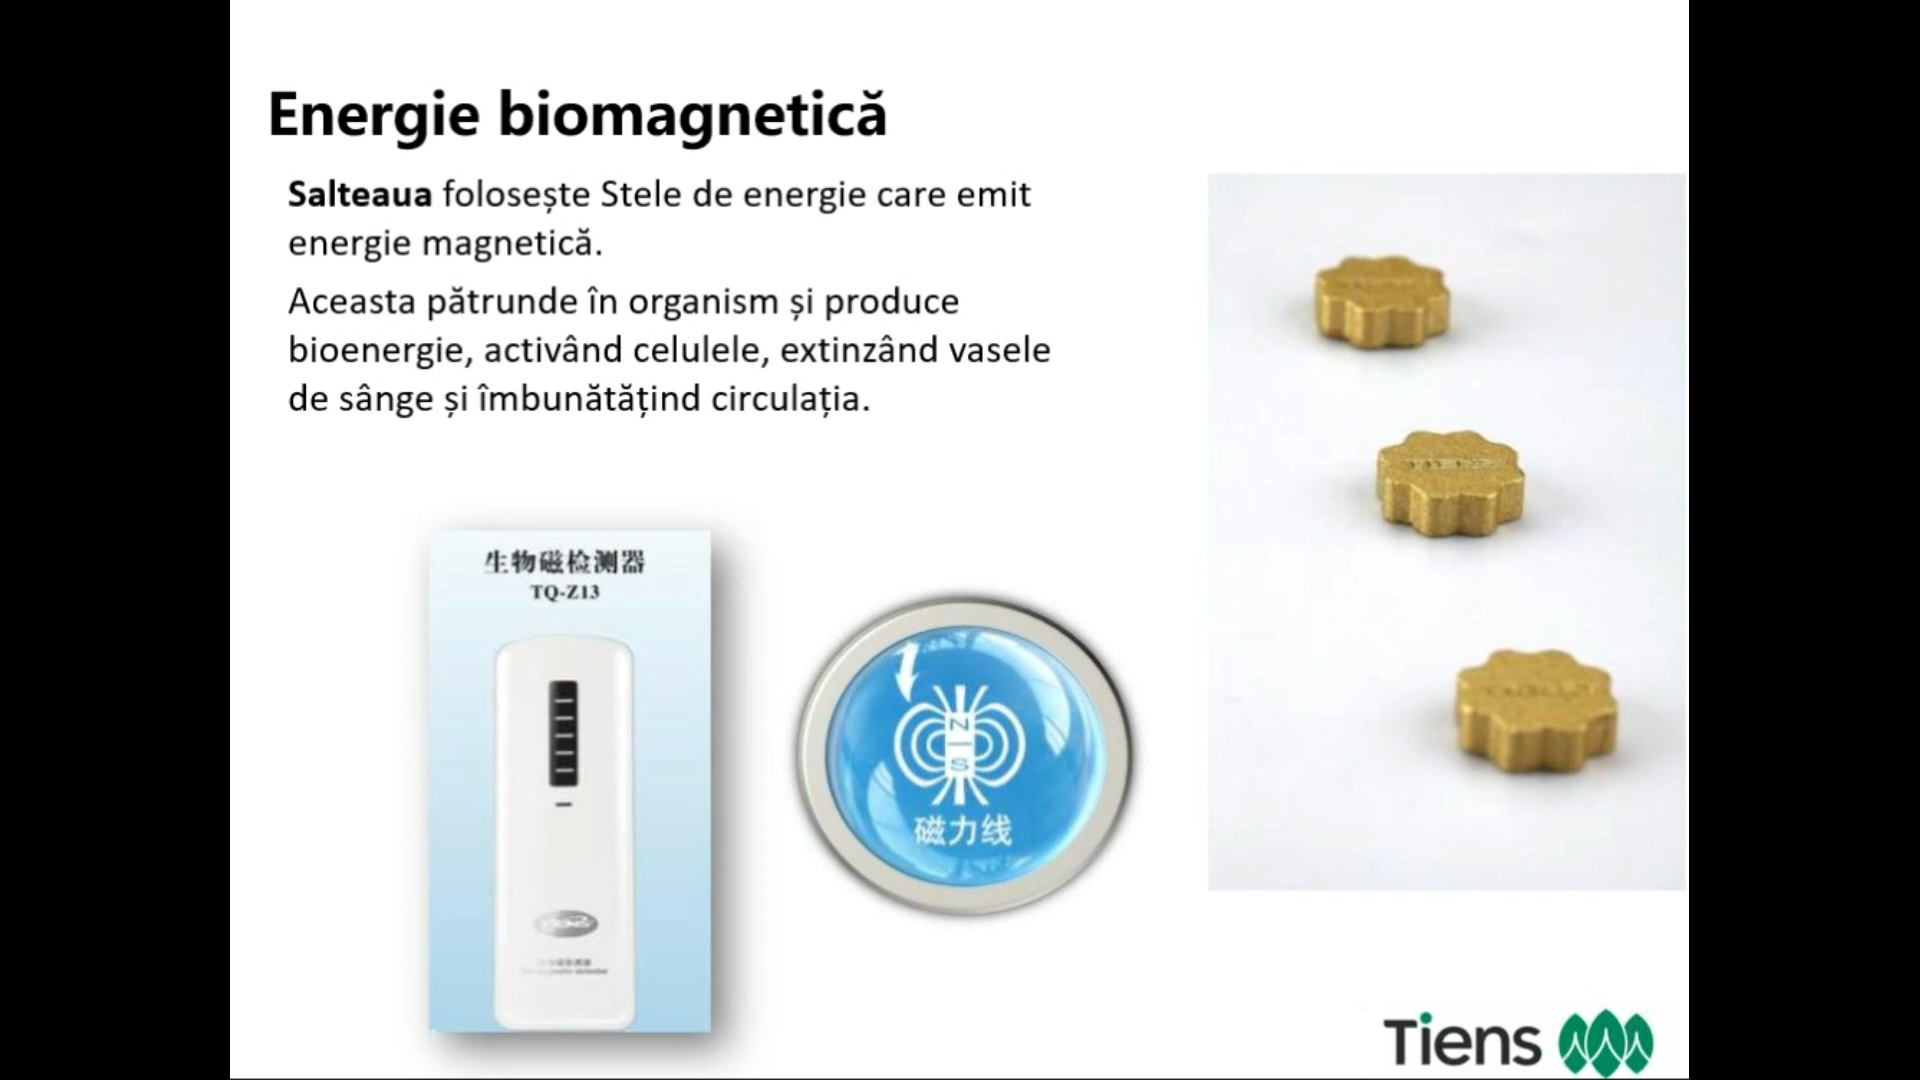 Energie biomagnetică
Salteaua folosește Stele de energie care emit
energie magnetică.
Aceasta pătrunde în organism și produce
bioenergie, activând celulele, extinzând vasele
de sânge și îmbunătățind circulația.
生物磁检测器
TQ-Z13
N
S
磁力线
TIENS
Tiens